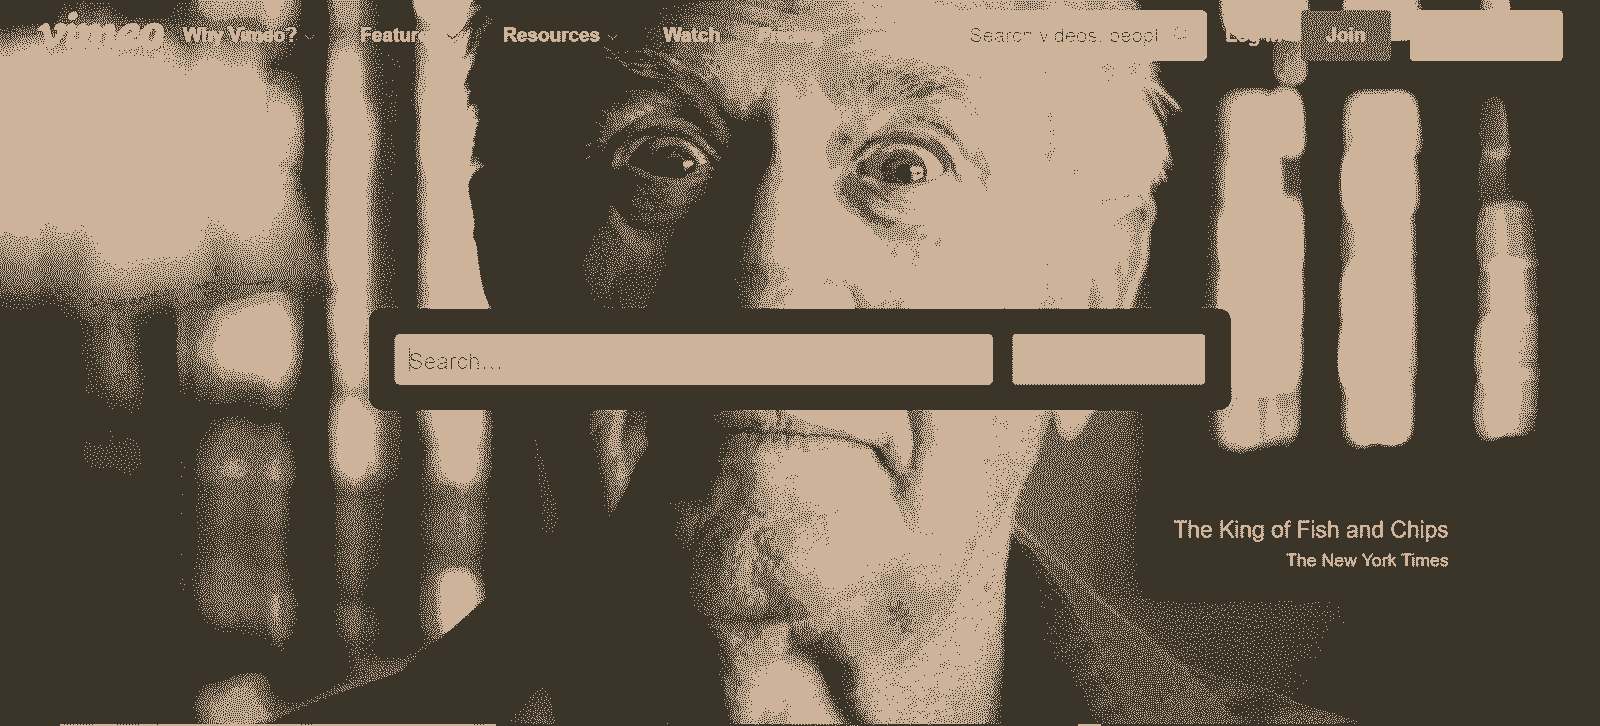 vimeo Why Vimeo? Features Resources Watch Pricing Search videos, people Log in Join
Search...
The King of Fish and Chips
The New York Times